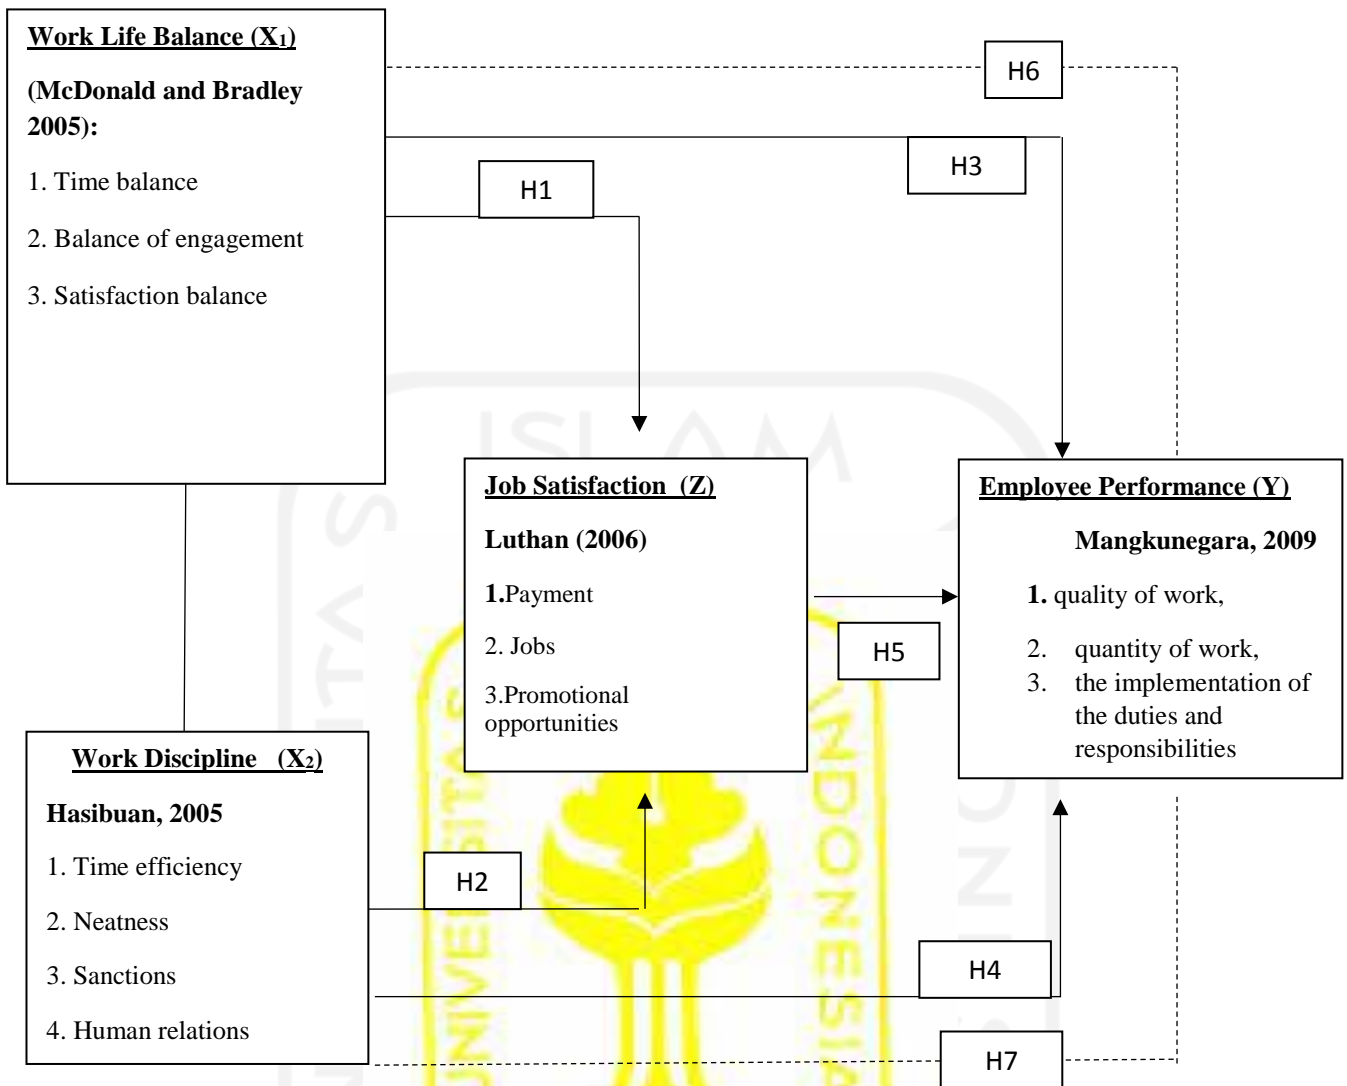 Work Life Balance (X1)
(McDonald and Bradley
2005):
1. Time balance
2. Balance of engagement
3. Satisfaction balance
H6
H3
H1
Job Satisfaction (Z)
Luthan (2006)
1.Payment
2. Jobs
3.Promotional
opportunities
H5
Employee Performance (Y)
Mangkunegara, 2009
1. quality of work,
2. quantity of work,
3. the implementation of
the duties and
responsibilities
Work Discipline (X2)
Hasibuan, 2005
1. Time efficiency
2. Neatness
3. Sanctions
4. Human relations
H2
H4
H7
ISLAM